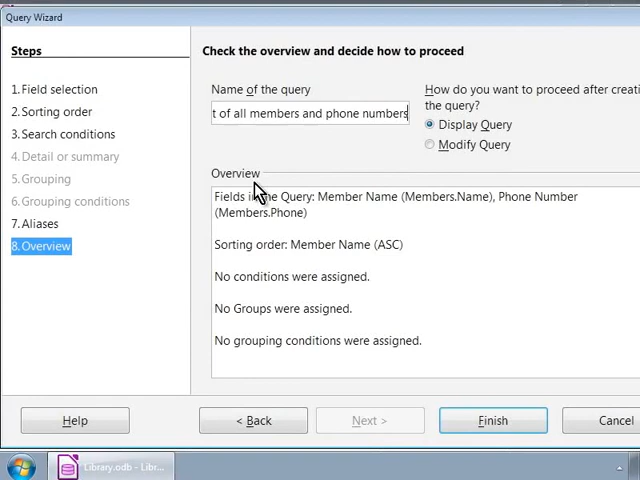 Query Wizard
Steps
1.Field selection
2.Sorting order
3.Search conditions
4.Detail or summary
5.Grouping
6.Grouping conditions
7.Aliases
8.Overview
Check the overview and decide how to proceed
Name of the query
t of all members and phone numbers
How do you want to proceed after creati
the query?
Display Query
Modify Query
Overview
Fields in the Query: Member Name (Members.Name), Phone Number
(Members.Phone)
Sorting order: Member Name (ASC)
No conditions were assigned.
No Groups were assigned.
No grouping conditions were assigned.
Help
< Back
Next >
Finish
Cancel
Library.odb - Libr...